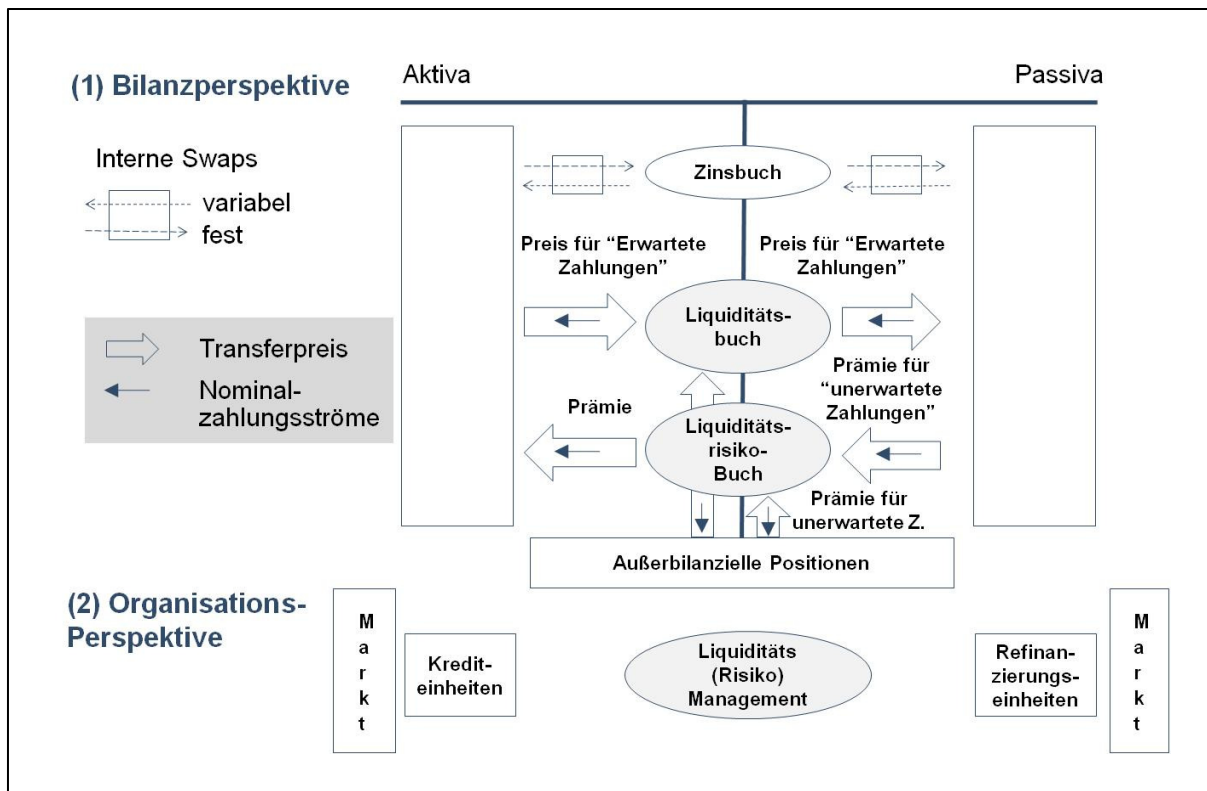 Aktiva
Passiva
(1) Bilanzperspektive
Interne Swaps
variabel
fest
Zinsbuch
Preis für “Erwartete
Zahlungen”
Preis für “Erwartete
Zahlungen”
Liquiditäts-
buch
Transferpreis
Nominal-
zahlungsströme
Prämie
Prämie für
“unerwartete
Zahlungen”
Liquiditäts-
risiko-
Buch
Prämie für
unerwartete Z.
Außerbilanzielle Positionen
(2) Organisations-
Perspektive
Markt
Kredit-
einheiten
Liquiditäts
(Risiko)
Management
Refinan-
zierungs-
einheiten
Markt